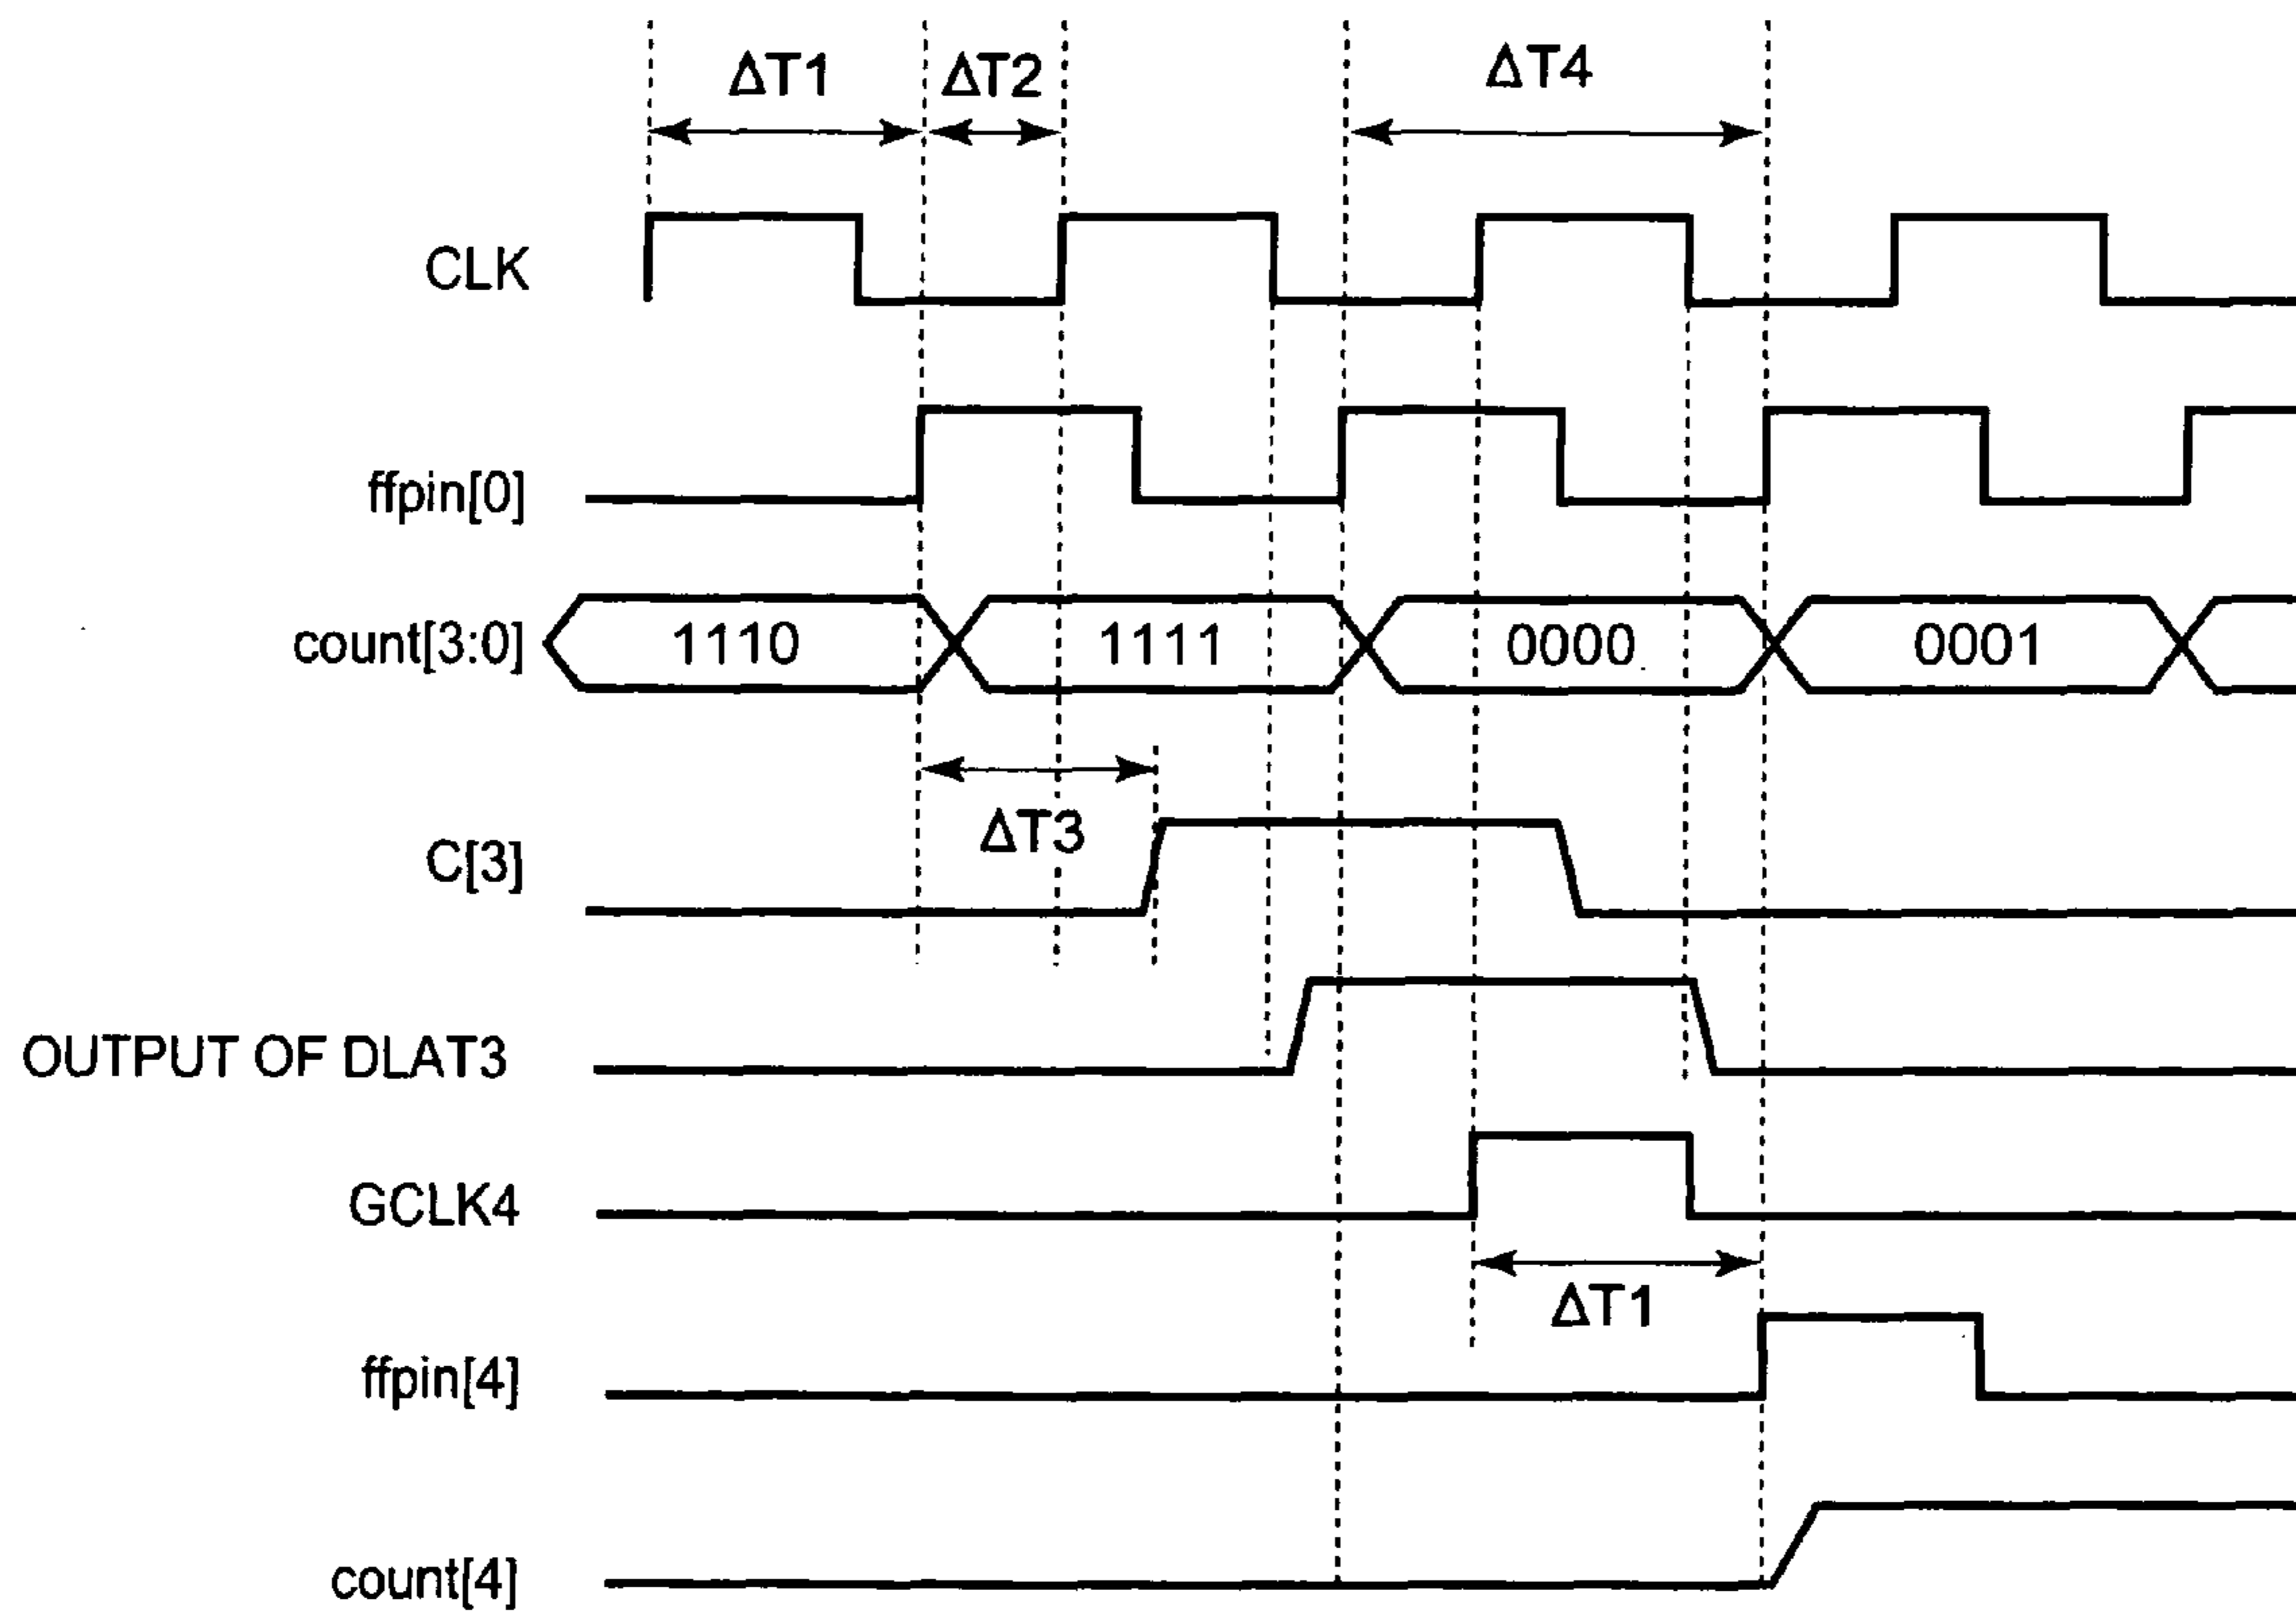 ΔT1 ΔT2 ΔT4
CLK
ffpin[0]
count[3:0] 1110 1111 0000 0001
ΔT3
C[3]
OUTPUT OF DLAT3
GCLK4
ΔT1
ffpin[4]
count[4]